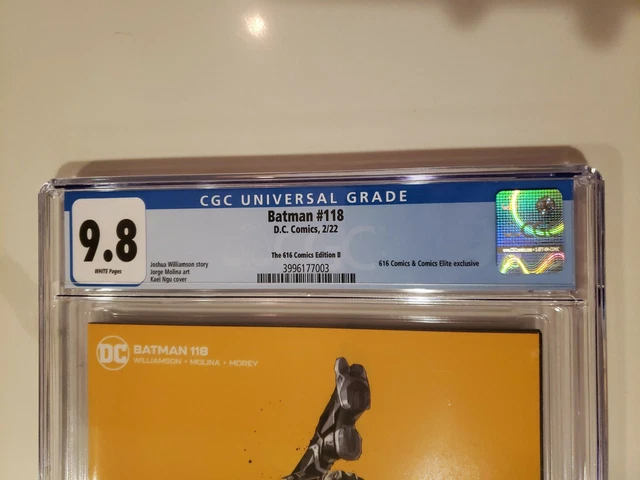 CGC UNIVERSAL GRADE
9.8
WHITE Pages
Batman #118
D.C. Comics, 2/22
The 616 Comics Edition B
3996177003
Joshua Williamson story
Jorge Molina art
Kael Ngu cover
616 Comics & Comics Elite exclusive
DC
BATMAN 118
WILLIAMSON • MOLINA • MOREY